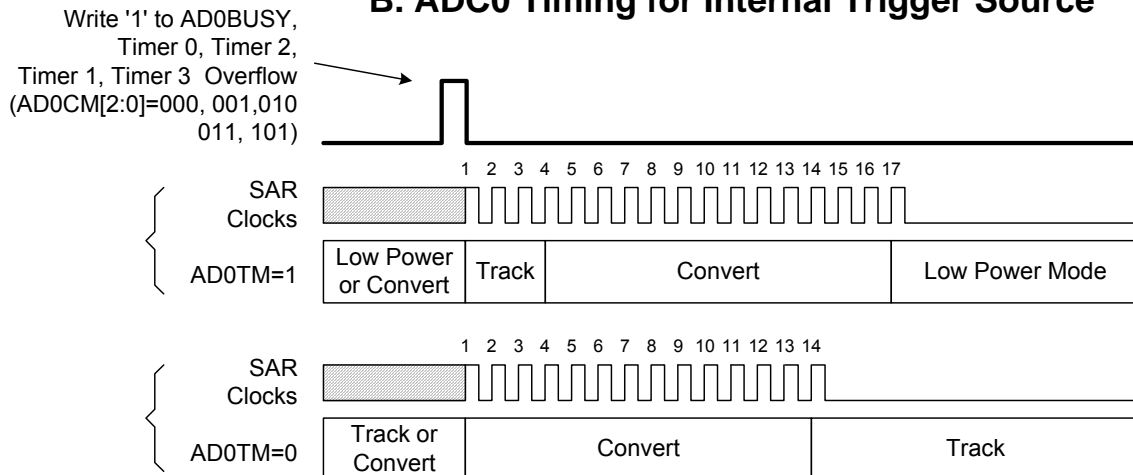 B. ADC0 Timing for Internal Trigger Source
Write '1' to AD0BUSY,
Timer 0, Timer 2,
Timer 1, Timer 3 Overflow
(AD0CM[2:0]=000, 001,010
011, 101)
1 2 3 4 5 6 7 8 9 10 11 12 13 14 15 16 17
SAR
Clocks
AD0TM=1
Low Power
or Convert
Track
Convert
Low Power Mode
1 2 3 4 5 6 7 8 9 10 11 12 13 14
SAR
Clocks
AD0TM=0
Track or
Convert
Convert
Track